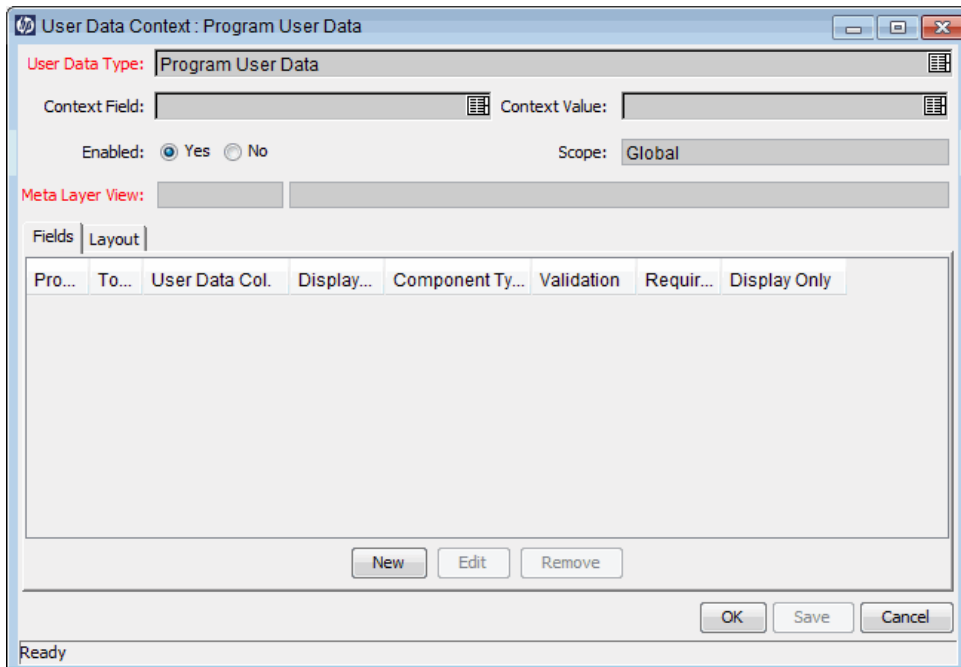 hp User Data Context : Program User Data
User Data Type: Program User Data
Context Field: Context Value:
Enabled: Yes No Scope: Global
Meta Layer View:
Fields Layout
Pro... To... User Data Col. Display... Component Ty... Validation Requir... Display Only
New Edit Remove
OK Save Cancel
Ready